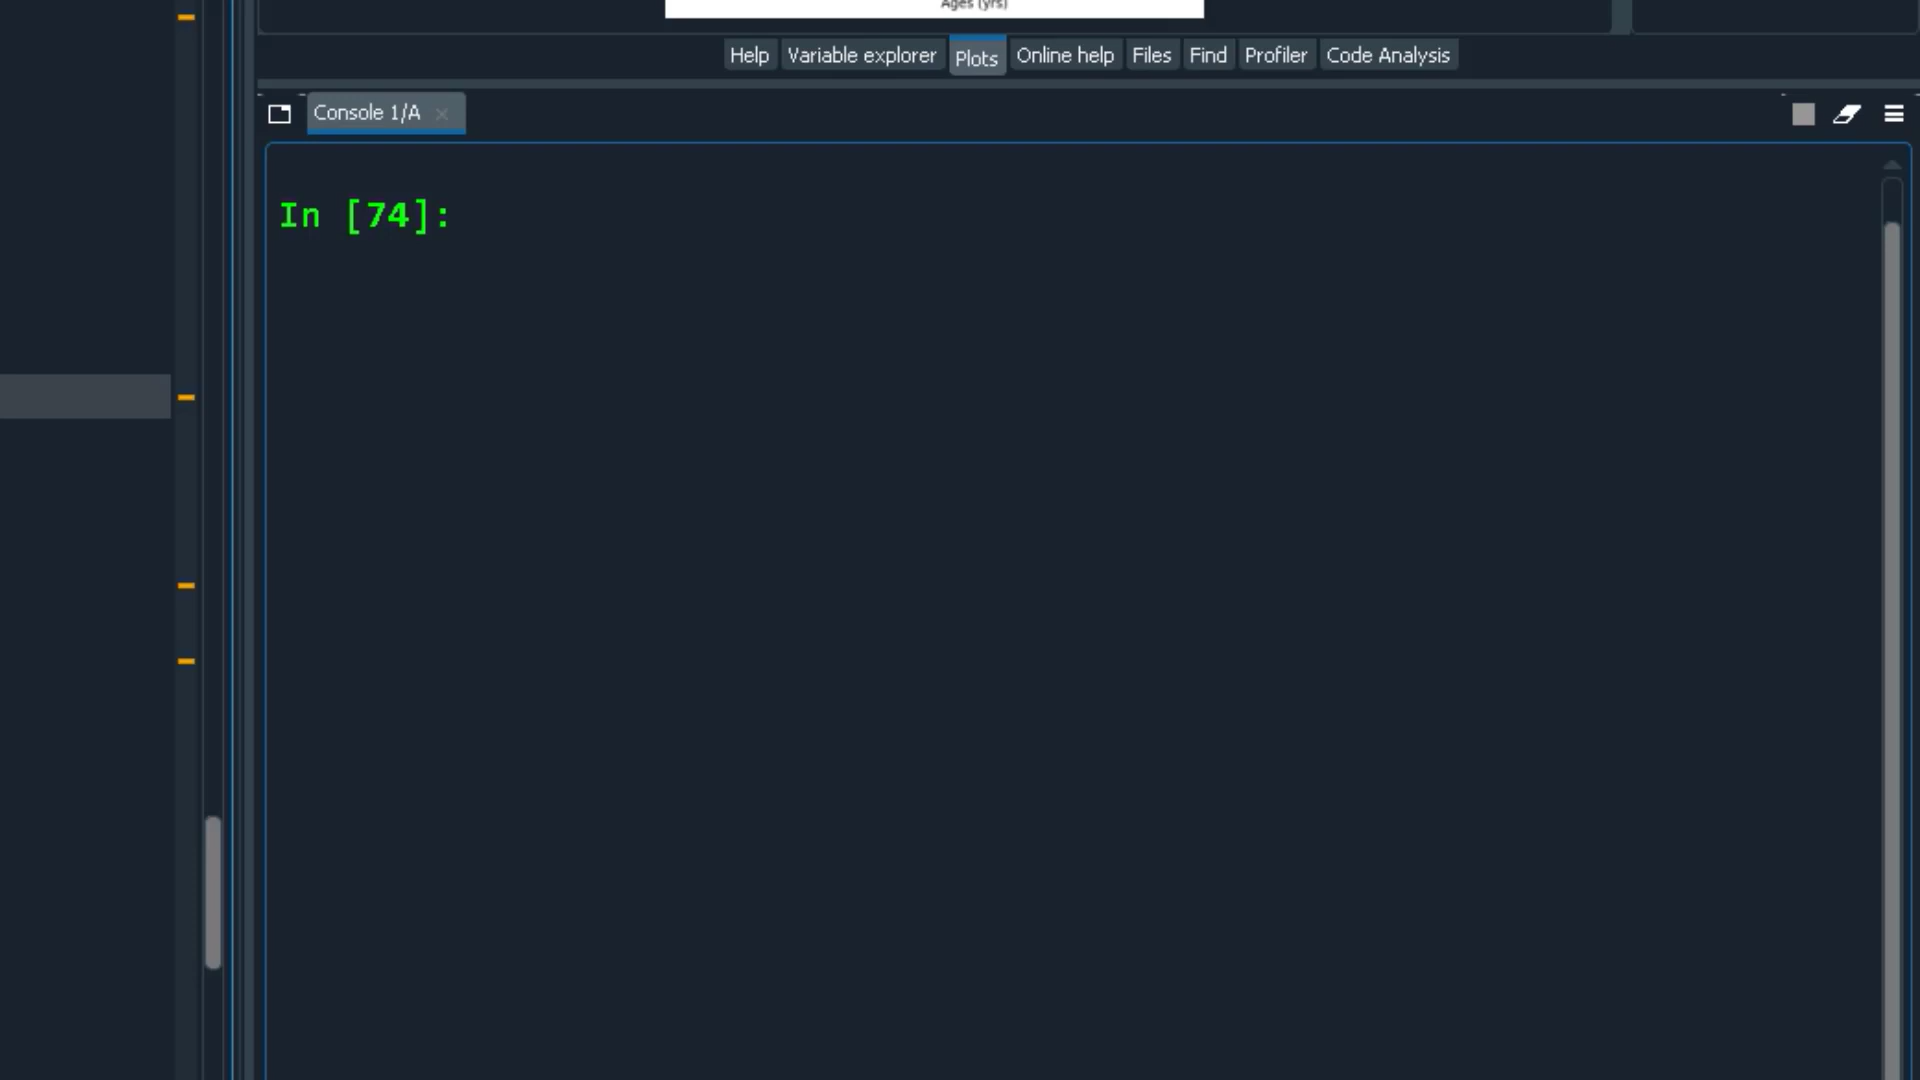 Ages (yrs)
Help Variable explorer Plots Online help Files Find Profiler Code Analysis
Console 1/A
In [74]: